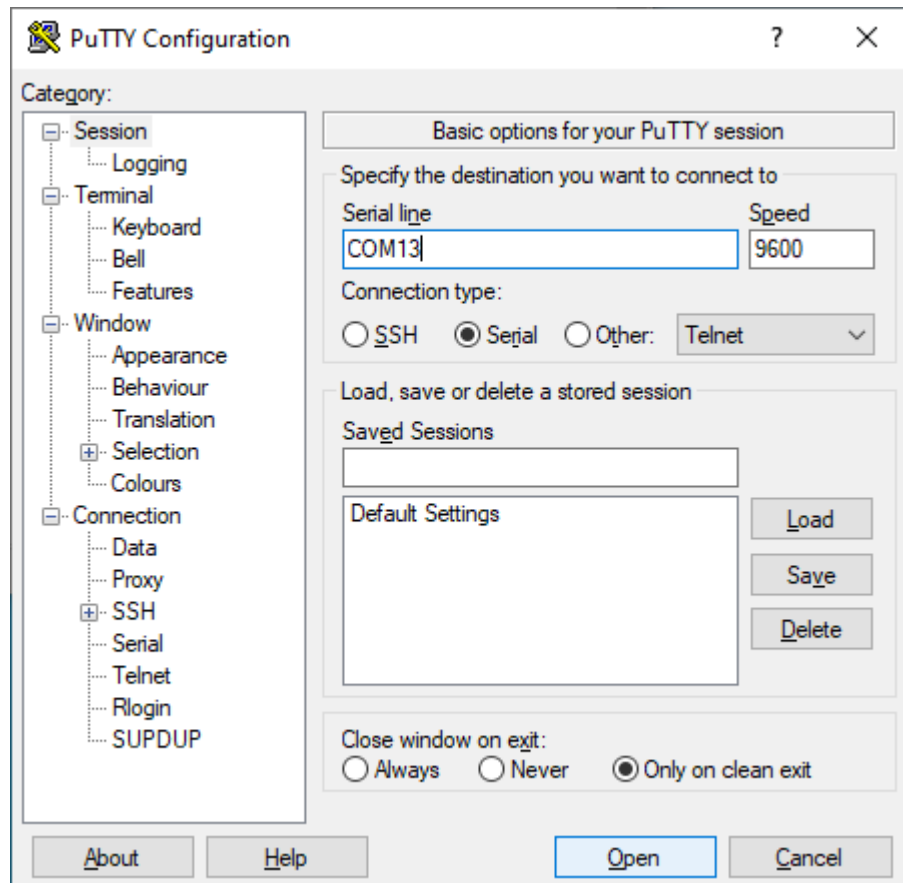 PuTTY Configuration
?
Category:
Session
Logging
Terminal
Keyboard
Bell
Features
Window
Appearance
Behaviour
Translation
Selection
Colours
Connection
Data
Proxy
SSH
Serial
Telnet
Rlogin
SUPDUP
Basic options for your PuTTY session
Specify the destination you want to connect to
Serial line Speed
COM13 9600
Connection type:
SSH Serial Other: Telnet
Load, save or delete a stored session
Saved Sessions
Default Settings
Load
Save
Delete
Close window on exit:
Always Never Only on clean exit
About Help Open Cancel